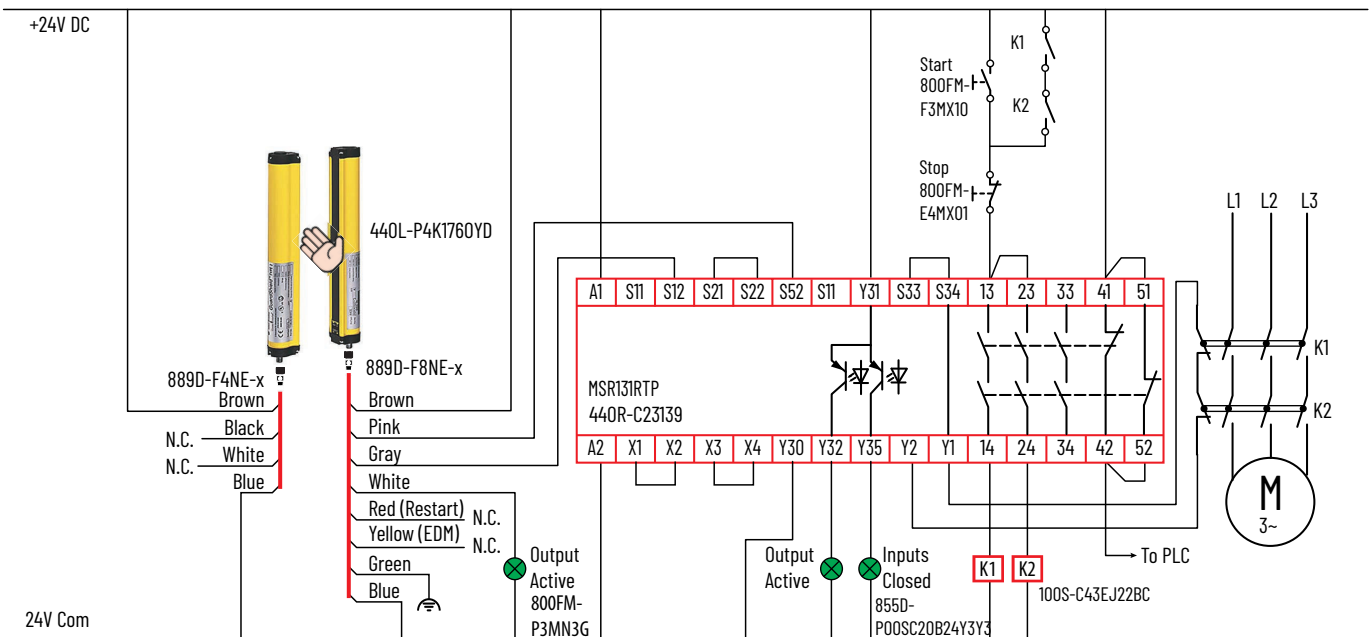 +24V DC
K1
Start
800FM-
F3MX10
K2
Stop
800FM-
E4MX01
440L-P4K1760YD
L1 L2 L3
A1 S11 S12 S21 S22 S52 S11 Y31 S33 S34 13 23 33 41 51
K1
889D-F4NE-x
889D-F8NE-x
MSR131RTP
440R-C23139
K2
Brown
Black
N.C.
White
N.C.
Blue
Brown
Pink
Gray
White
Red (Restart) N.C.
Yellow (EDM) N.C.
Green
Blue
A2 X1 X2 X3 X4 Y30 Y32 Y35 Y2 Y1 14 24 34 42 52
M
3~
Output
Active
800FM-
P3MN3G
Output
Active
Inputs
Closed
855D-
P00SC20B24Y3Y3
K1 K2
100S-C43EJ22BC
To PLC
24V Com